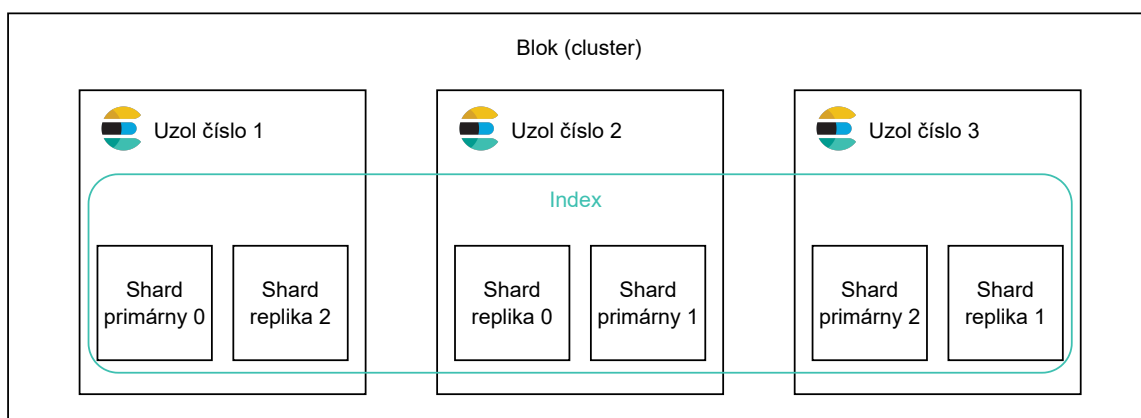 Blok (cluster)
Uzol číslo 1
Uzol číslo 2
Uzol číslo 3
Index
Shard
primárny 0
Shard
replika 2
Shard
replika 0
Shard
primárny 1
Shard
primárny 2
Shard
replika 1